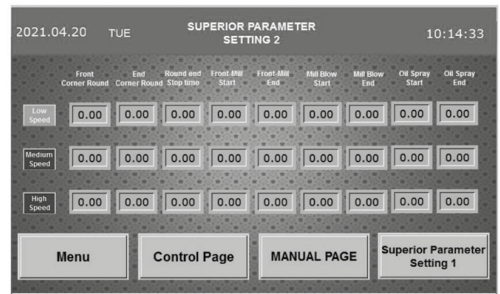 2021.04.20 TUE SUPERIOR PARAMETER 10:14:33
SETTING 2
Front End Round end Front-Mill Front-Mill Mill Blow Mill Blow Oil Spray Oil Spray
Corner Round Corner Round Stop time Start End Start End Start End
Low
Speed 0.00 0.00 0.00 0.00 0.00 0.00 0.00 0.00 0.00
Medium
Speed 0.00 0.00 0.00 0.00 0.00 0.00 0.00 0.00 0.00
High
Speed 0.00 0.00 0.00 0.00 0.00 0.00 0.00 0.00 0.00
Menu Control Page MANUAL PAGE Superior Parameter
Setting 1